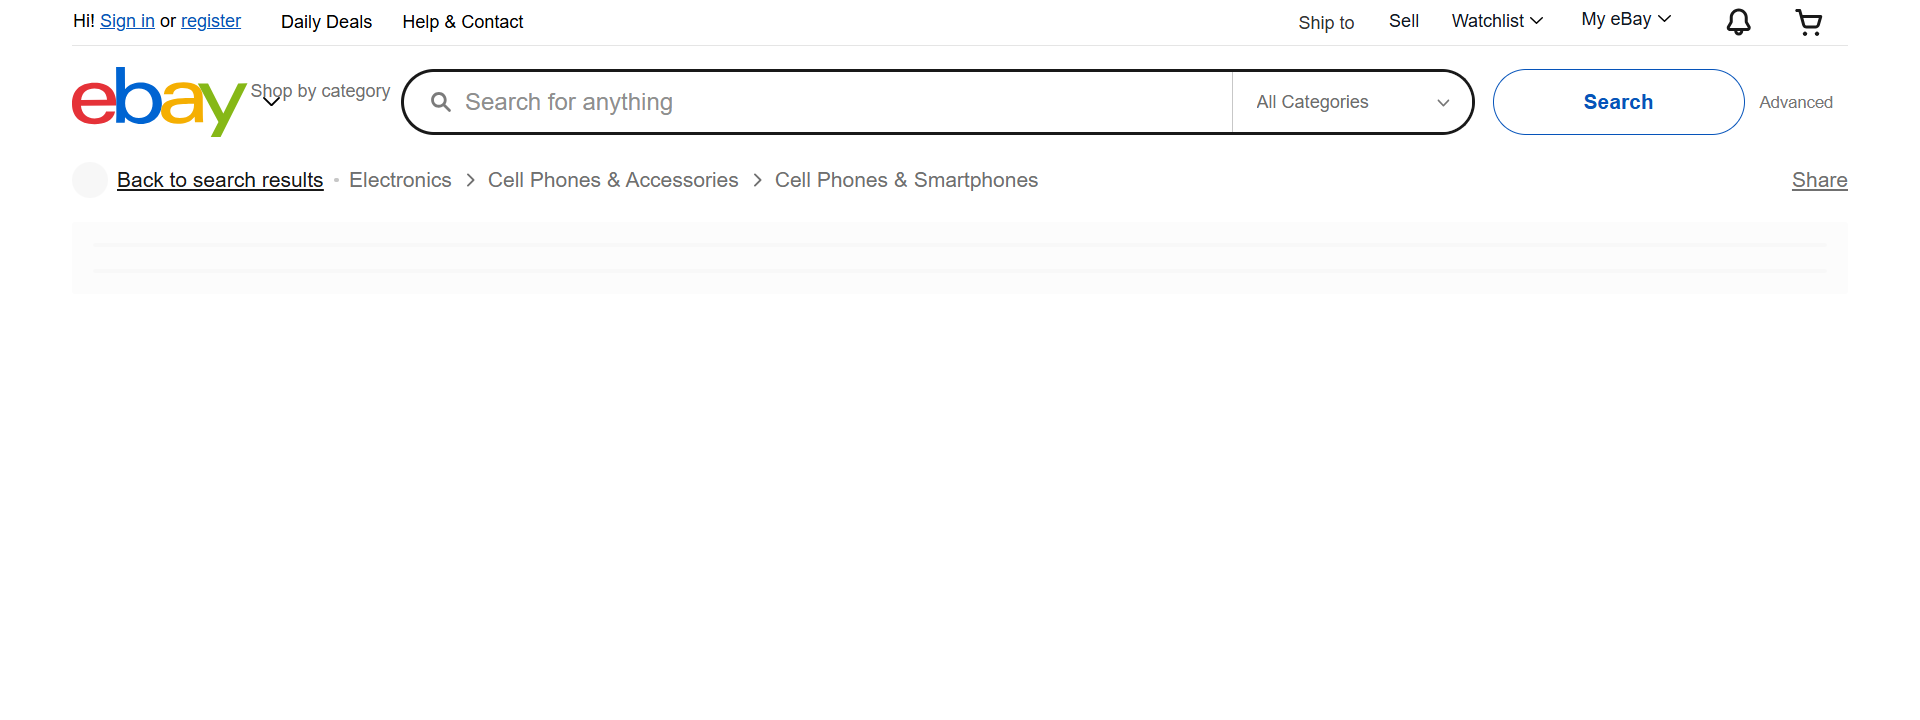 Hi! Sign in or register Daily Deals Help & Contact Ship to Sell Watchlist My eBay
ebay Shop by category Search for anything All Categories Search Advanced
Back to search results Electronics Cell Phones & Accessories Cell Phones & Smartphones Share